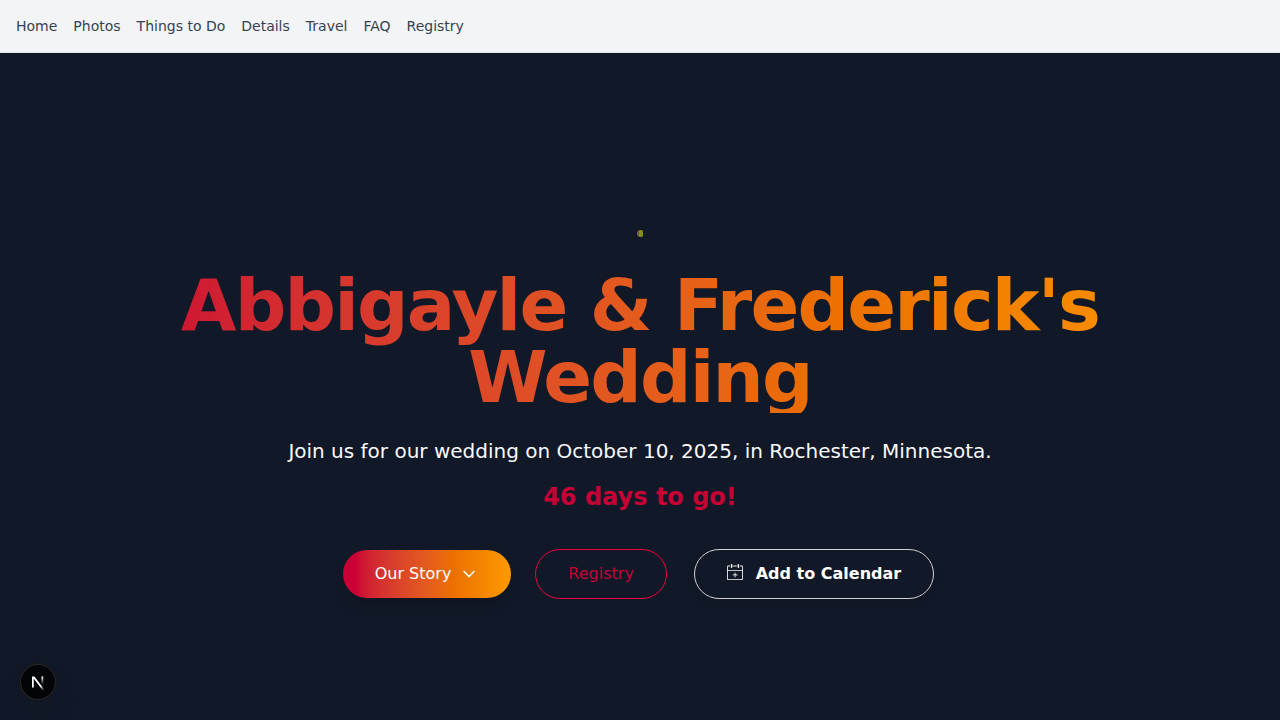 Home Photos Things to Do Details Travel FAQ Registry
Abbigayle & Frederick's
Wedding
Join us for our wedding on October 10, 2025, in Rochester, Minnesota.
46 days to go!
Our Story Registry Add to Calendar
N